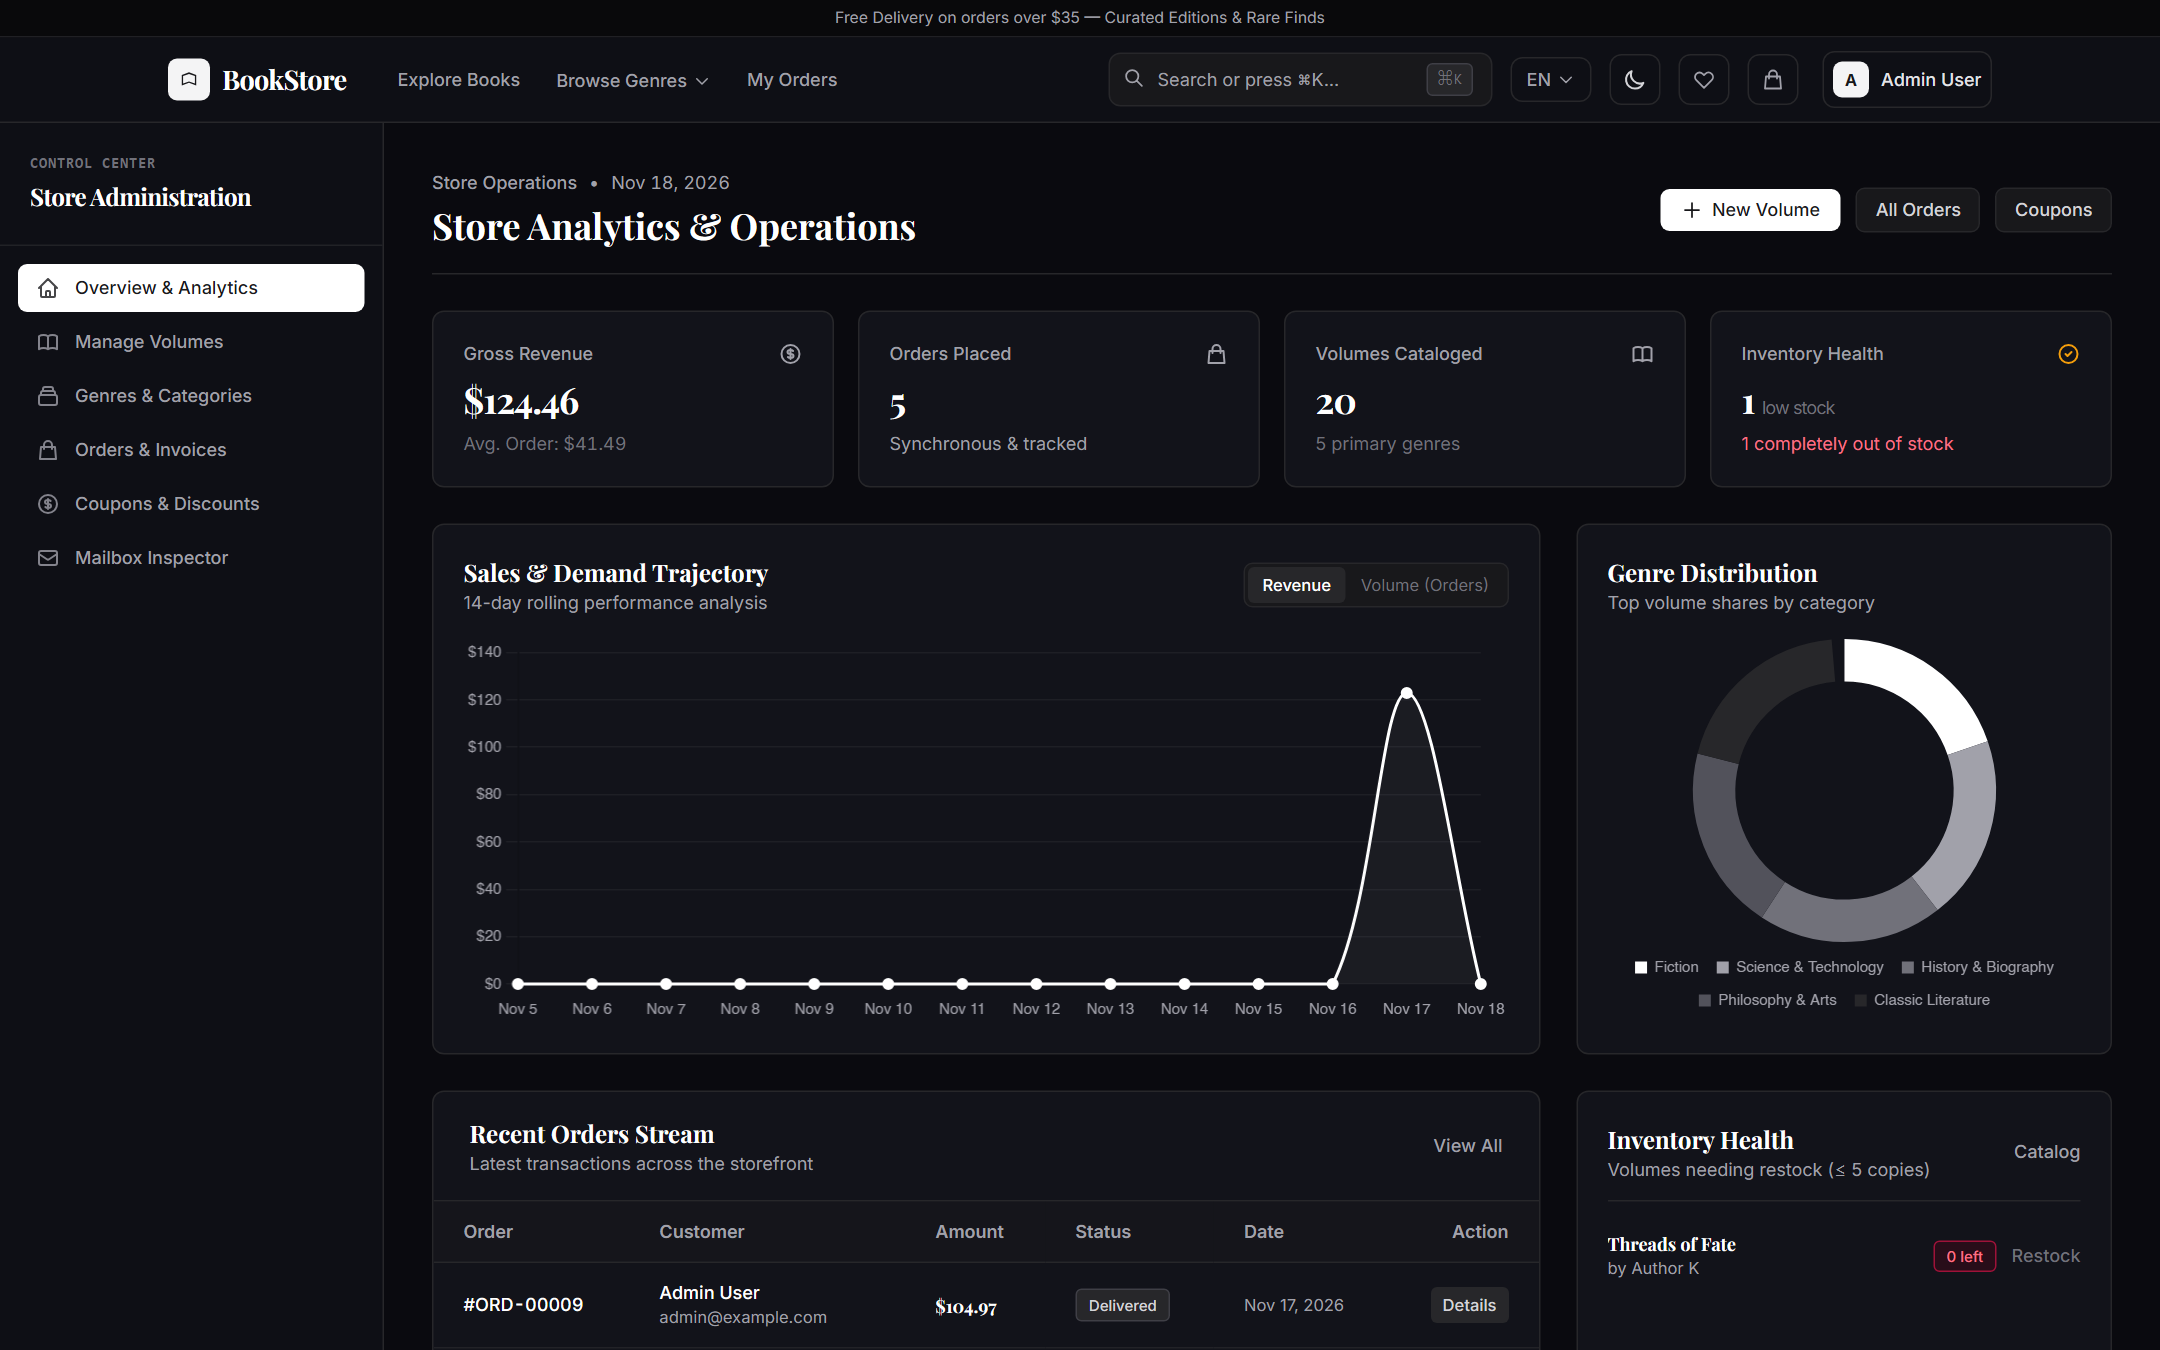 Free Delivery on orders over $35 — Curated Editions & Rare Finds
BookStore
Explore Books
Browse Genres
My Orders
Search or press ⌘K...
⌘K
EN
A
Admin User
CONTROL CENTER
Store Administration
Overview & Analytics
Manage Volumes
Genres & Categories
Orders & Invoices
Coupons & Discounts
Mailbox Inspector
Store Operations • Nov 18, 2026
Store Analytics & Operations
New Volume
All Orders
Coupons
Gross Revenue
$124.46
Avg. Order: $41.49
Orders Placed
5
Synchronous & tracked
Volumes Cataloged
20
5 primary genres
Inventory Health
1 low stock
1 completely out of stock
Sales & Demand Trajectory
14-day rolling performance analysis
Revenue
Volume (Orders)
$140
$120
$100
$80
$60
$40
$20
$0
Nov 5
Nov 6
Nov 7
Nov 8
Nov 9
Nov 10
Nov 11
Nov 12
Nov 13
Nov 14
Nov 15
Nov 16
Nov 17
Nov 18
Genre Distribution
Top volume shares by category
Fiction
Science & Technology
History & Biography
Philosophy & Arts
Classic Literature
Recent Orders Stream
Latest transactions across the storefront
View All
Order
Customer
Amount
Status
Date
Action
#ORD-00009
Admin User
admin@example.com
$104.97
Delivered
Nov 17, 2026
Details
Inventory Health
Volumes needing restock (≤ 5 copies)
Catalog
Threads of Fate
by Author K
0 left
Restock